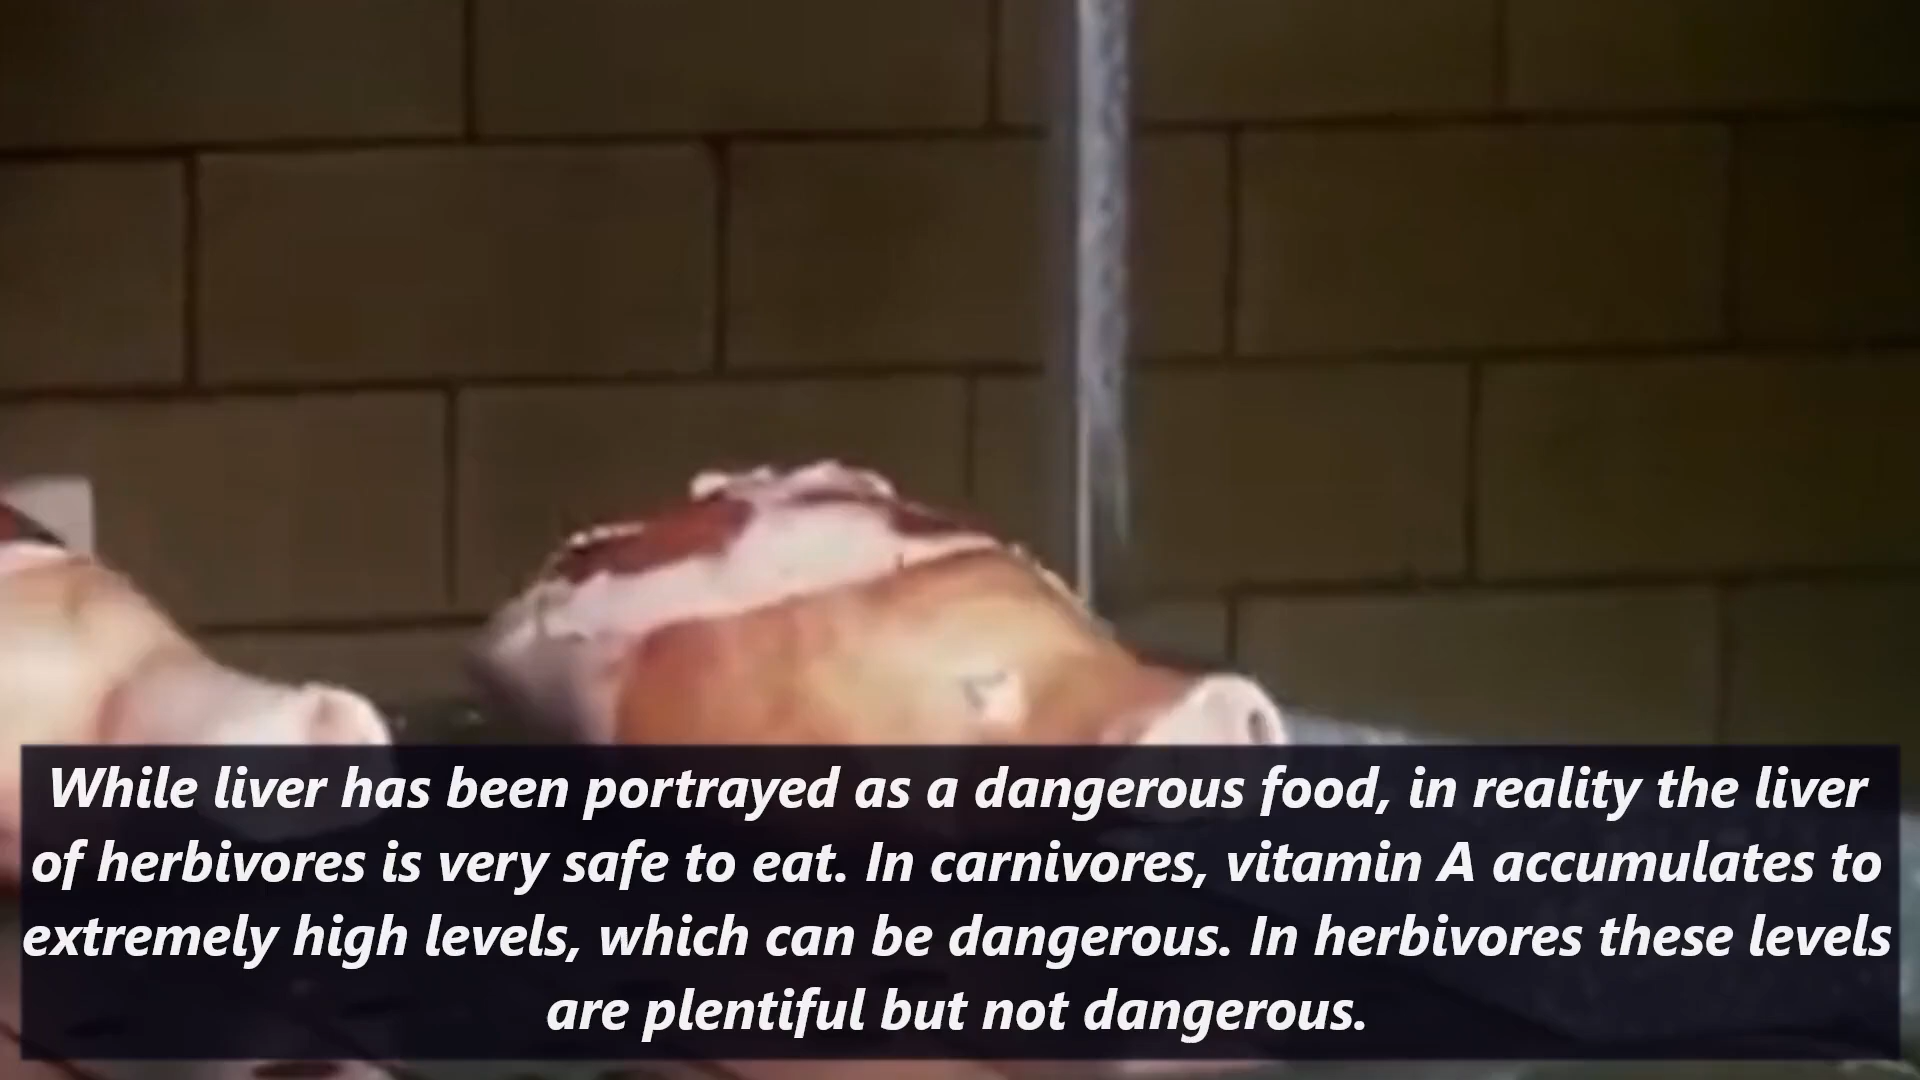 While liver has been portrayed as a dangerous food, in reality the liver
of herbivores is very safe to eat. In carnivores, vitamin A accumulates to
extremely high levels, which can be dangerous. In herbivores these levels
are plentiful but not dangerous.